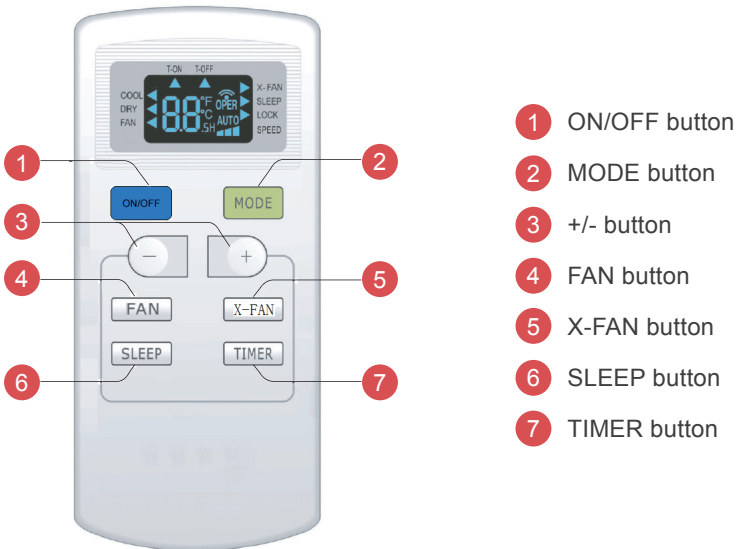 T-ON T-OFF
COOL
DRY
FAN
88
°F
°C
.5H
OPER
AUTO
X-FAN
SLEEP
LOCK
SPEED
1
2
ON/OFF
MODE
3
− +
4
FAN
X-FAN
5
SLEEP
TIMER
6
7
1 ON/OFF button
2 MODE button
3 +/- button
4 FAN button
5 X-FAN button
6 SLEEP button
7 TIMER button